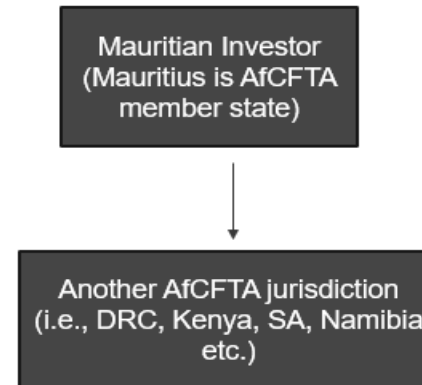 Mauritian Investor
(Mauritius is AfCFTA
member state)
Another AfCFTA jurisdiction
(i.e., DRC, Kenya, SA, Namibia
etc.)